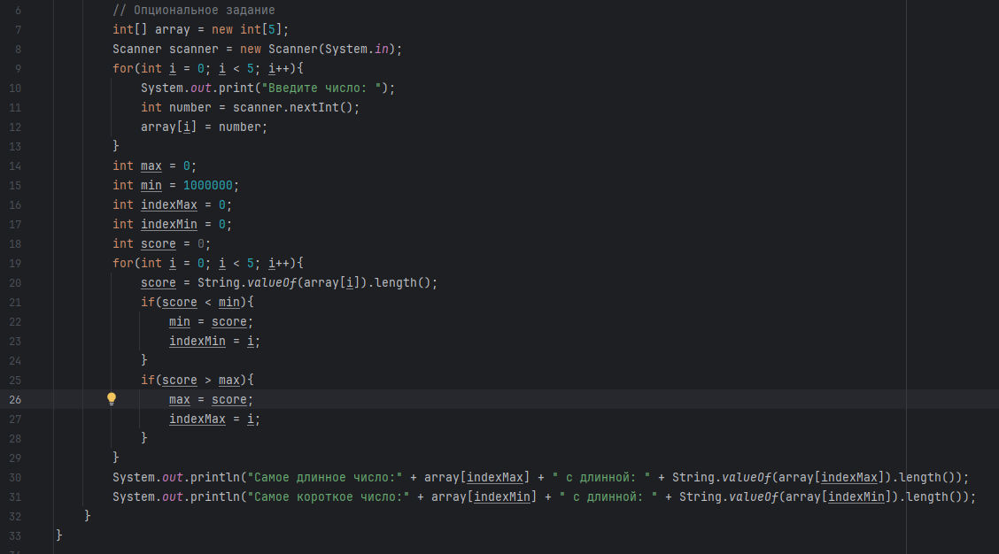 6 // Опциональное задание
7 int[] array = new int[5];
8 Scanner scanner = new Scanner(System.in);
9 for(int i = 0; i < 5; i++){
10 System.out.print("Введите число: ");
11 int number = scanner.nextInt();
12 array[i] = number;
13 }
14 int max = 0;
15 int min = 1000000;
16 int indexMax = 0;
17 int indexMin = 0;
18 int score = 0;
19 for(int i = 0; i < 5; i++){
20 score = String.valueOf(array[i]).length();
21 if(score < min){
22 min = score;
23 indexMin = i;
24 }
25 if(score > max){
26 max = score;
27 indexMax = i;
28 }
29 }
30 System.out.println("Самое длинное число:" + array[indexMax] + " с длинной: " + String.valueOf(array[indexMax]).length());
31 System.out.println("Самое короткое число:" + array[indexMin] + " с длинной: " + String.valueOf(array[indexMin]).length());
32 }
33 }